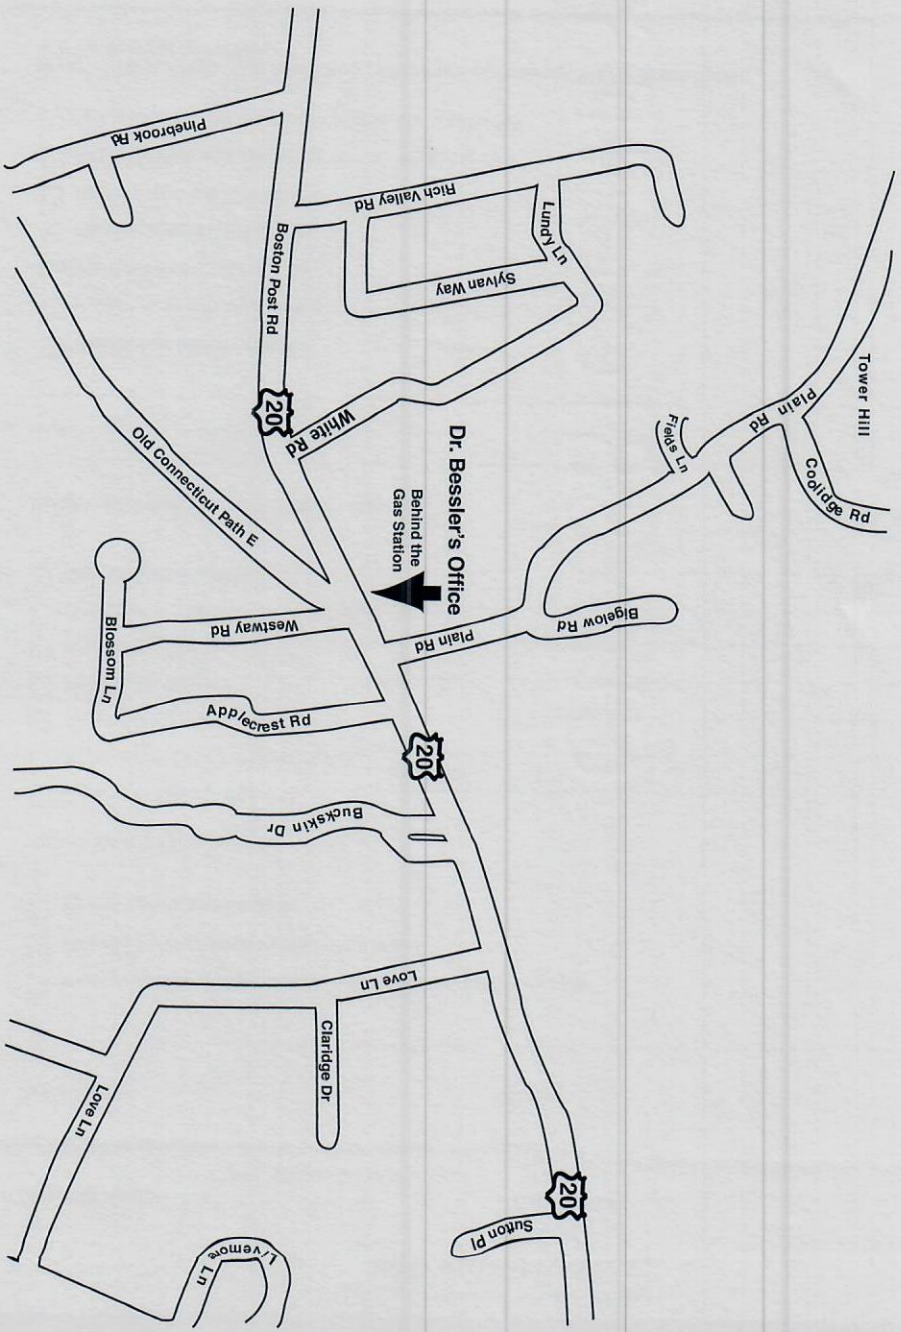 Pinebrook Rd
Boston Post Rd
Rich Valley Rd
Lundy Ln
Sylvan Way
White Rd
20
Old Connecticut Path E
Tower Hill
Plain Rd
Coolidge Rd
Fields Ln
Dr. Bessler's Office
Behind the
Gas Station
Bigelow Rd
Plain Rd
Westway Rd
Blossom Ln
Applecrest Rd
20
Buckskin Dr
Love Ln
Claridge Dr
Love Ln
20
Sutton Pl
Livemore Ln